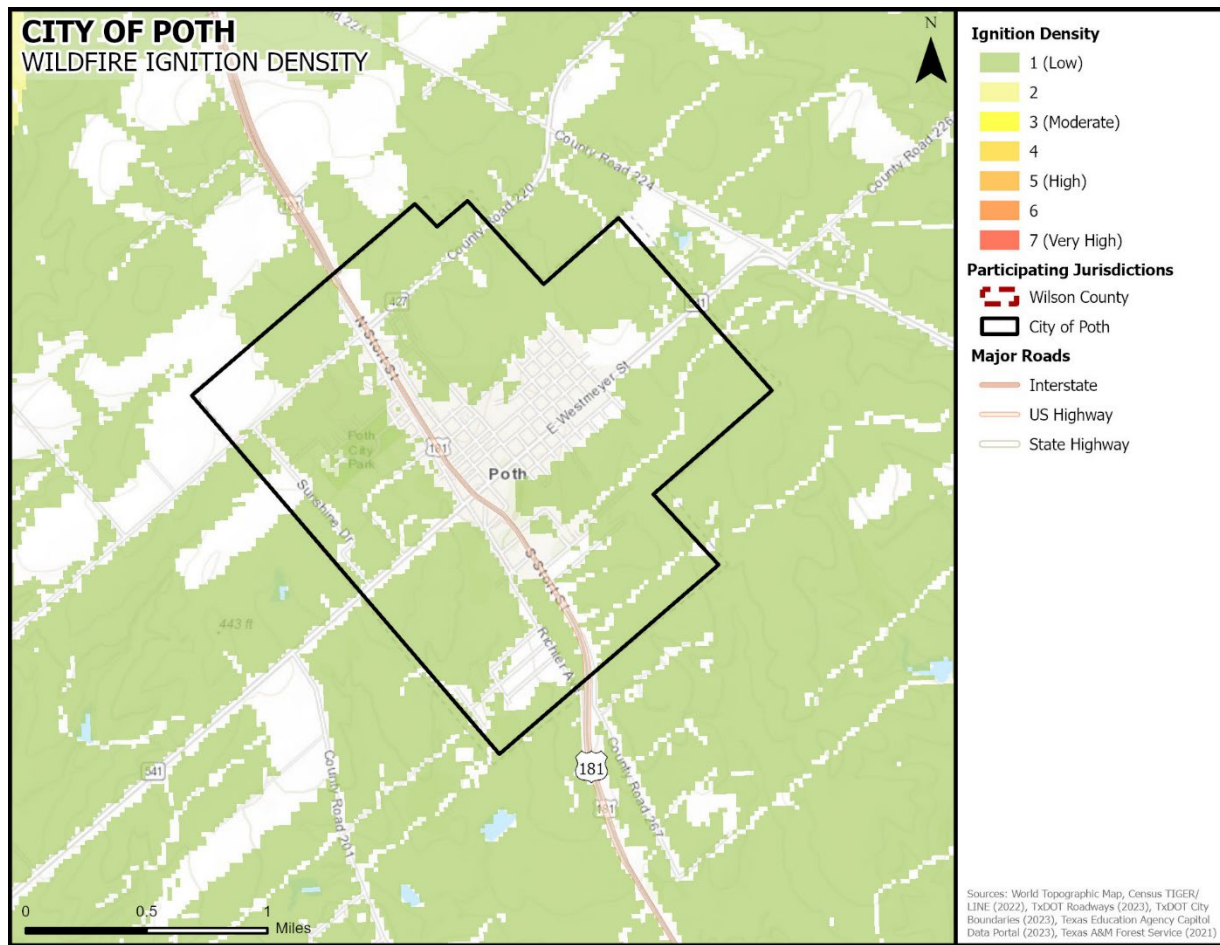 CITY OF POTH
WILDFIRE IGNITION DENSITY
N
County Road 224
County Road 226
181
County Road 220
427
541
N Storf St
E Westmeyer St
Poth
City
Park
181
Poth
Sunshine Dr
S Storf St
443 ft
541
County Road 201
181
County Road 267
181
0
0.5
1
Miles
Ignition Density
1 (Low)
2
3 (Moderate)
4
5 (High)
6
7 (Very High)
Participating Jurisdictions
Wilson County
City of Poth
Major Roads
Interstate
US Highway
State Highway
Sources: World Topographic Map, Census TIGER/
LINE (2022), TxDOT Roadways (2023), TxDOT City
Boundaries (2023), Texas Education Agency Capitol
Data Portal (2023), Texas A&M Forest Service (2021)